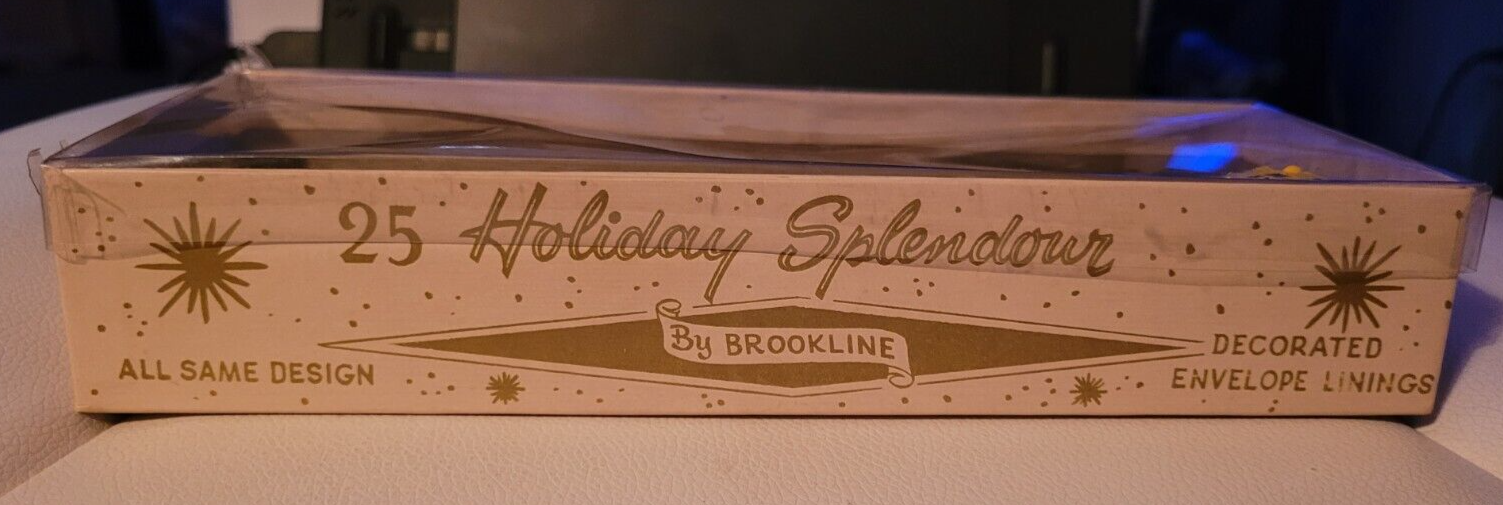 25 Holiday Splendour
By BROOKLINE
ALL SAME DESIGN
DECORATED
ENVELOPE LININGS